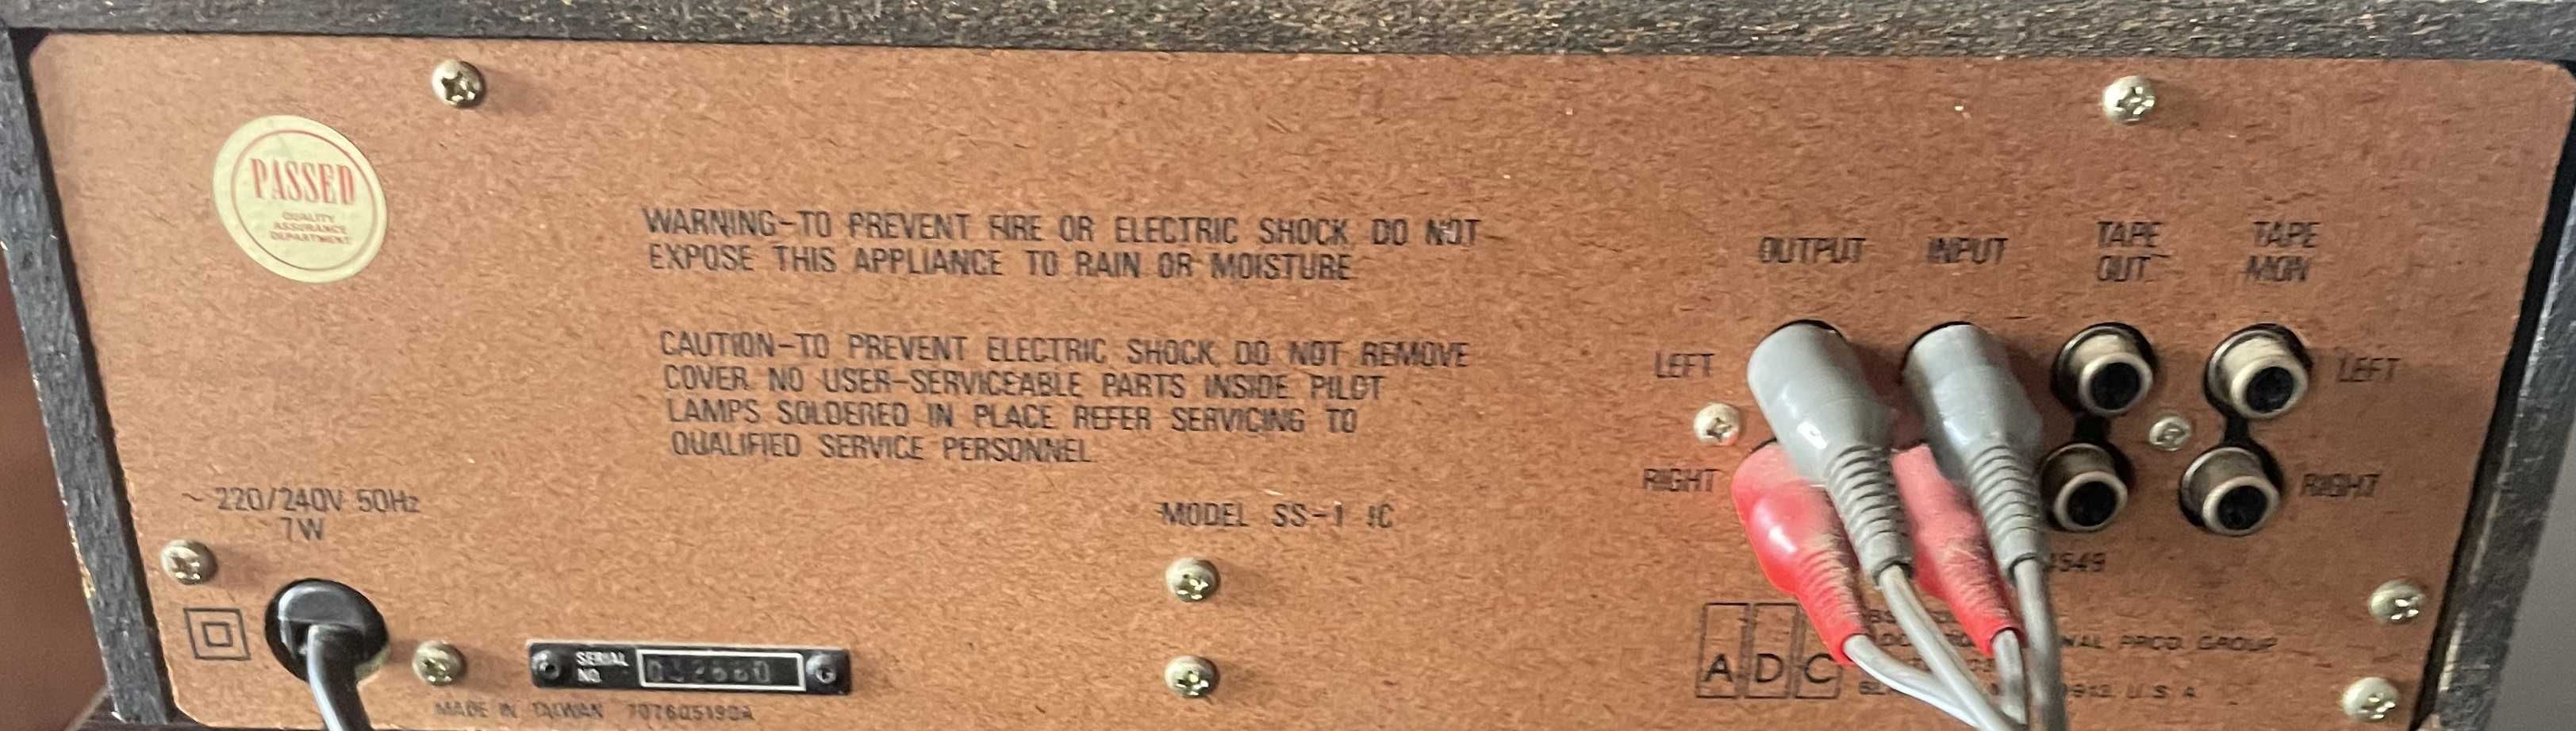 PASSED
QUALITY
ASSURANCE
DEPARTMENT
WARNING-TO PREVENT FIRE OR ELECTRIC SHOCK, DO NOT
EXPOSE THIS APPLIANCE TO RAIN OR MOISTURE
CAUTION-TO PREVENT ELECTRIC SHOCK, DO NOT REMOVE
COVER. NO USER-SERVICEABLE PARTS INSIDE PILOT
LAMPS SOLDERED IN PLACE REFER SERVICING TO
QUALIFIED SERVICE PERSONNEL
~ 220/240V 50Hz
7W
MODEL SS-1 IC
SERIAL
NO.
MADE IN TAIWAN
OUTPUT INPUT TAPE OUT TAPE MON
LEFT LEFT
RIGHT RIGHT
ADC
PROD. GROUP
U.S.A.